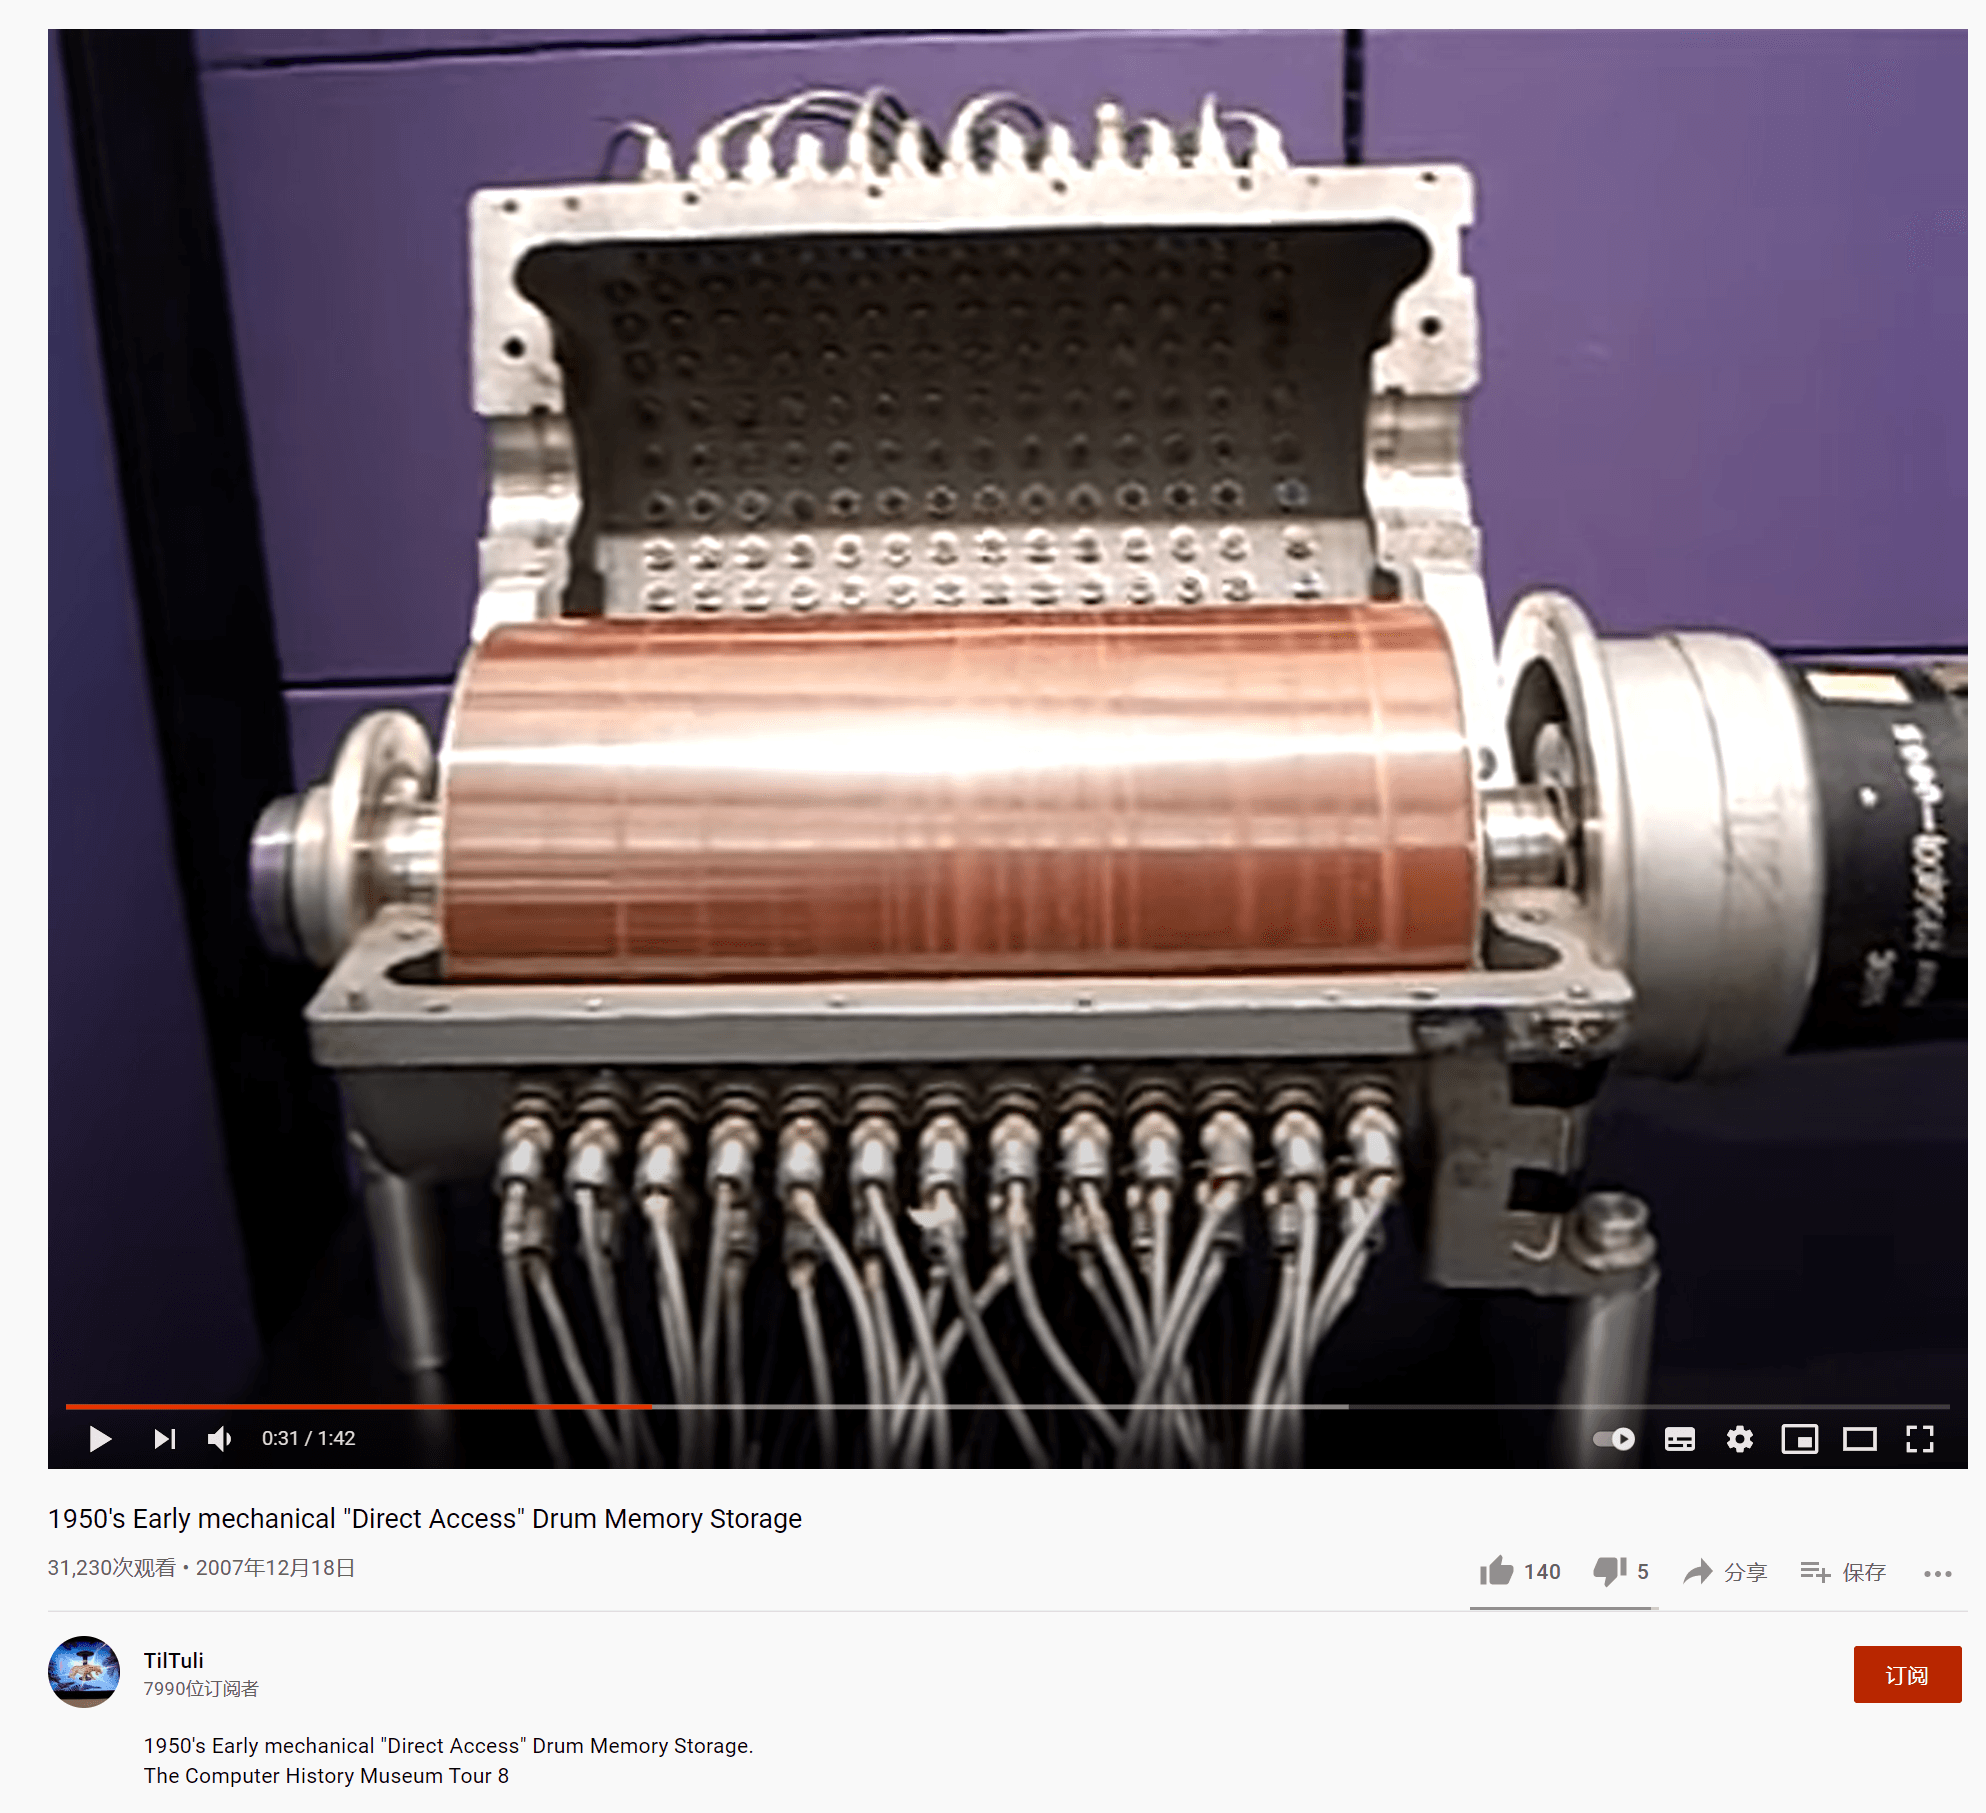 0:31 / 1:42
1950's Early mechanical "Direct Access" Drum Memory Storage
31,230次观看 • 2007年12月18日
140
5
分享
保存
TilTuli
7990位订阅者
订阅
1950's Early mechanical "Direct Access" Drum Memory Storage.
The Computer History Museum Tour 8